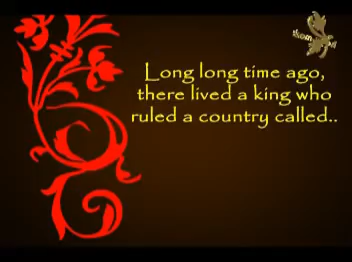 Long long time ago,
there lived a king who
ruled a country called..